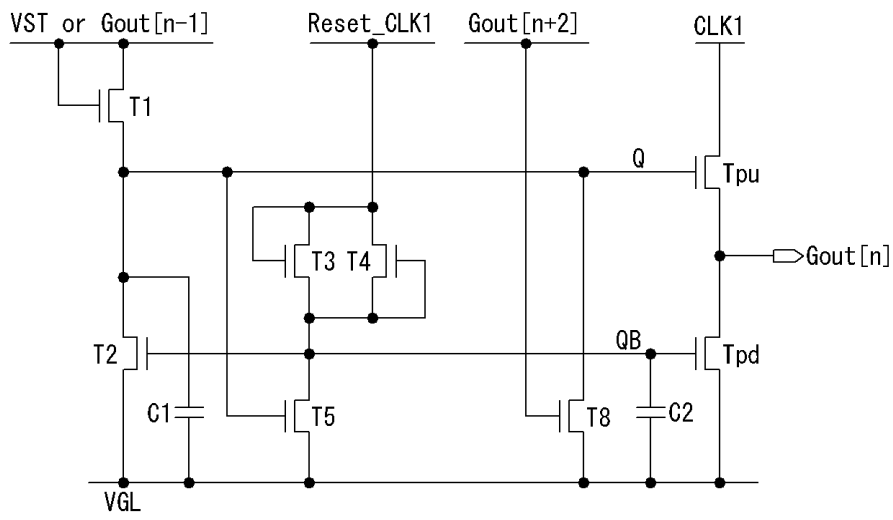 VST or Gout[n-1]
Reset_CLK1
Gout[n+2]
CLK1
T1
Q
Tpu
T3
T4
Gout[n]
T2
QB
Tpd
C1
T5
T8
C2
VGL